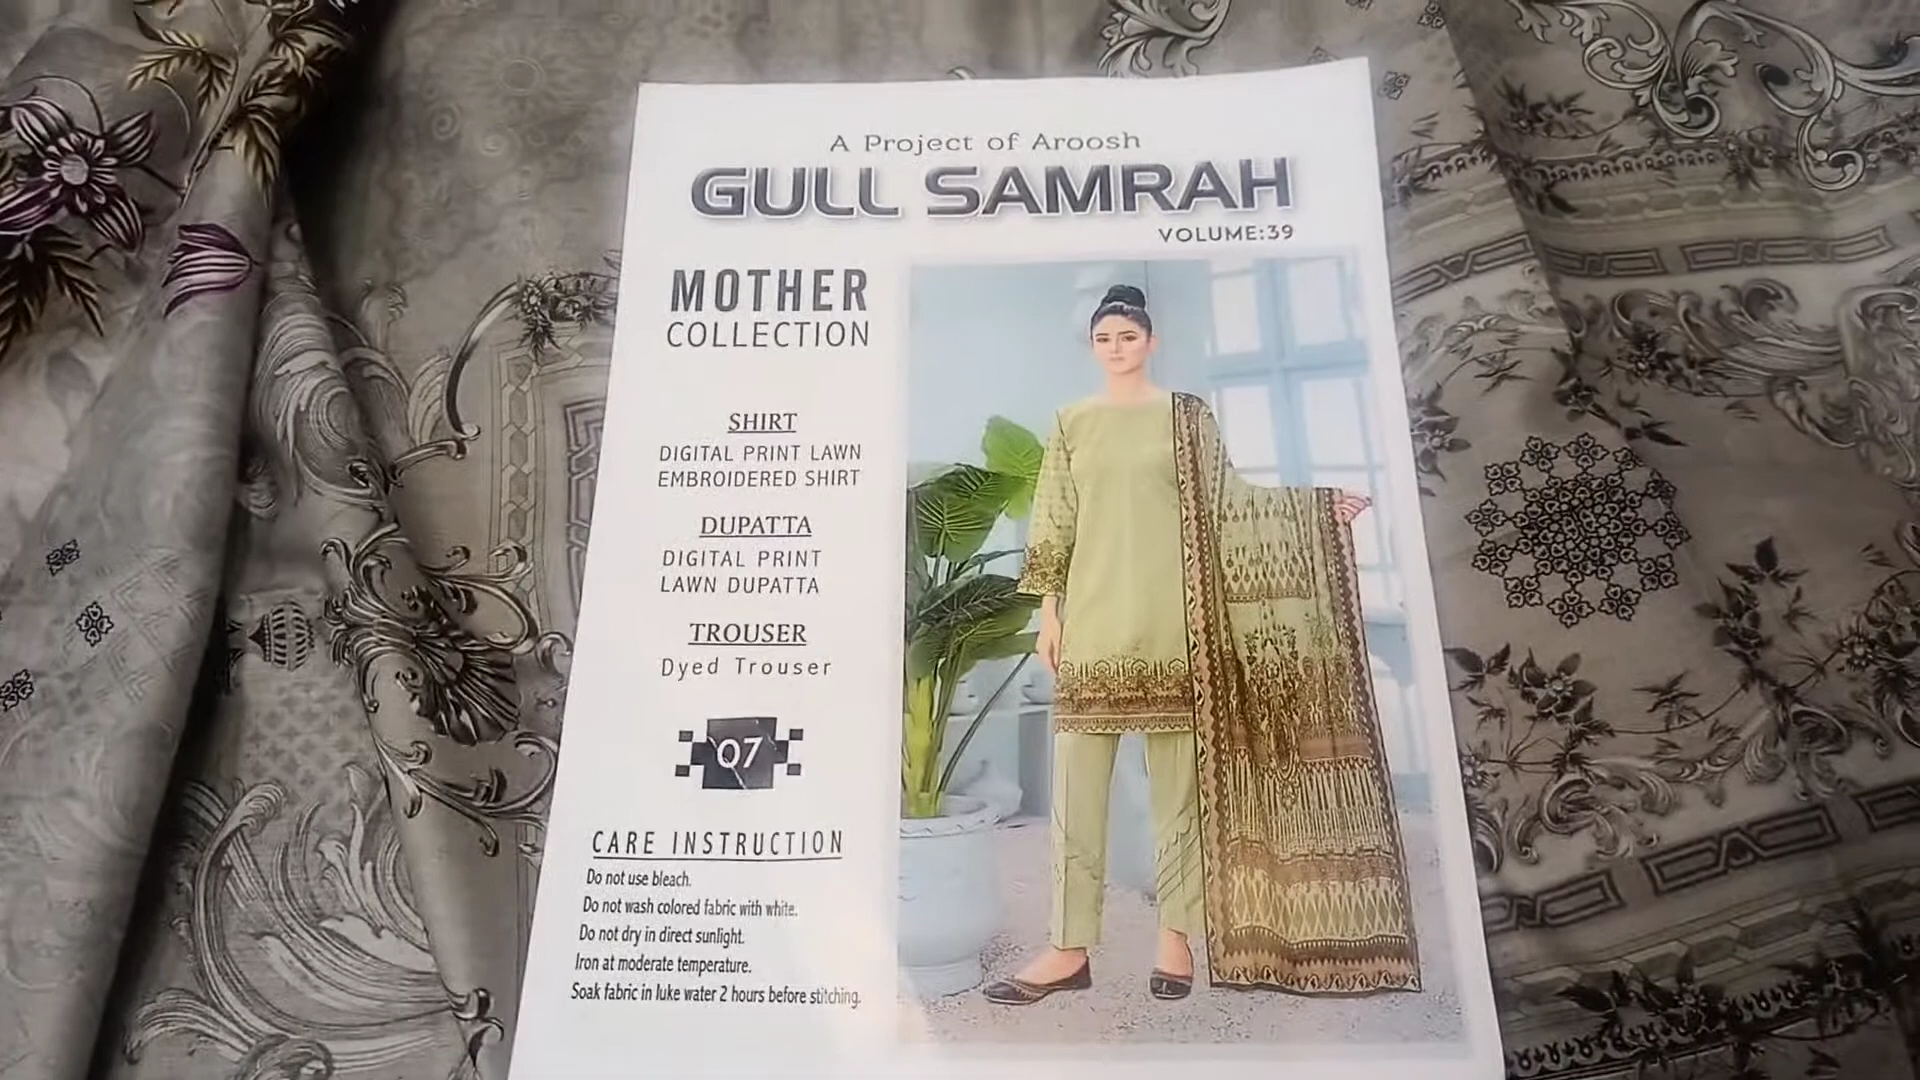 A Project of Aroosh
GULL SAMRAH
VOLUME:39
MOTHER
COLLECTION
SHIRT
DIGITAL PRINT LAWN
EMBROIDERED SHIRT
DUPATTA
DIGITAL PRINT
LAWN DUPATTA
TROUSER
Dyed Trouser
07
CARE INSTRUCTION
Do not use bleach.
Do not wash colored fabric with white.
Do not dry in direct sunlight.
Iron at moderate temperature.
Soak fabric in luke water 2 hours before stitching.